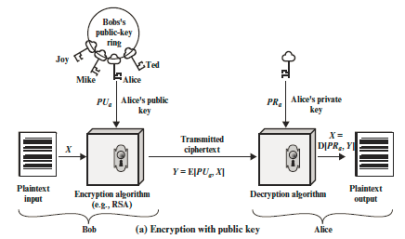 Bobs's
public-key
ring
Joy
Ted
Mike
Alice
PUa
Alice's public
key
PRa
Alice's private
key
X
Transmitted
ciphertext
X =
D[PRa, Y]
Y = E[PUa, X]
Plaintext
input
Encryption algorithm
(e.g., RSA)
Decryption algorithm
Plaintext
output
Bob
(a) Encryption with public key
Alice